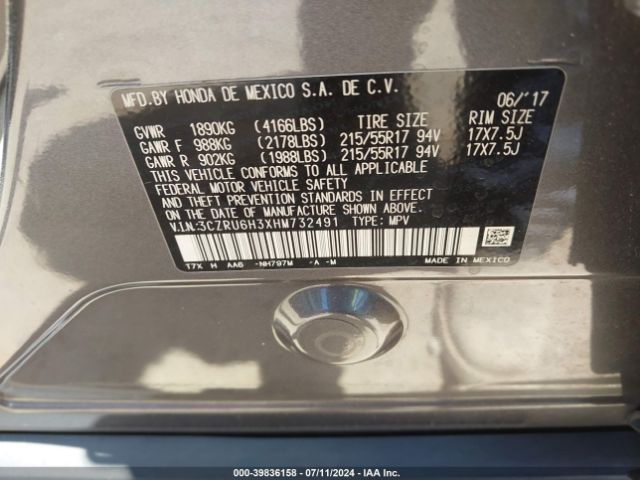 MFD.BY HONDA DE MEXICO S.A. DE C.V. 06/'17
GVWR 1890KG (4166LBS) TIRE SIZE RIM SIZE
GAWR F 988KG (2178LBS) 215/55R17 94V 17X7.5J
GAWR R 902KG (1988LBS) 215/55R17 94V 17X7.5J
THIS VEHICLE CONFORMS TO ALL APPLICABLE
FEDERAL MOTOR VEHICLE SAFETY
AND THEFT PREVENTION STANDARDS IN EFFECT
ON THE DATE OF MANUFACTURE SHOWN ABOVE.
V.I.N:3CZRU6H3XHM732491 TYPE: MPV
T7X H AA6 -NH797M -A -M MADE IN MEXICO
000-39836158 - 07/11/2024 - IAA Inc.